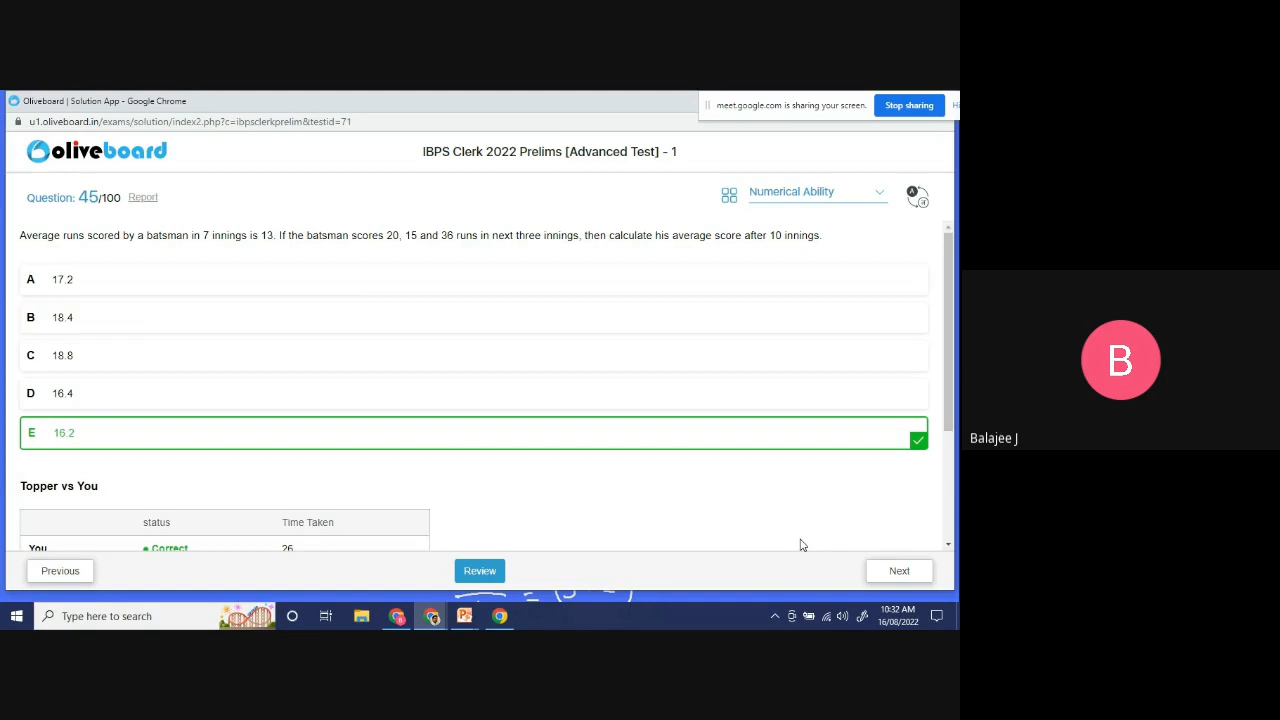 Oliveboard | Solution App - Google Chrome
meet.google.com is sharing your screen.
Stop sharing
Hi
u1.oliveboard.in/exams/solution/index2.php?c=ibpsclerkprelim&testid=71
oliveboard
IBPS Clerk 2022 Prelims [Advanced Test] - 1
Question: 45/100 Report
Numerical Ability
Average runs scored by a batsman in 7 innings is 13. If the batsman scores 20, 15 and 36 runs in next three innings, then calculate his average score after 10 innings.
A 17.2
B 18.4
C 18.8
D 16.4
E 16.2
Topper vs You
status Time Taken
You Correct 26
Previous
Review
Next
Type here to search
10:32 AM
16/08/2022
B
Balajee J